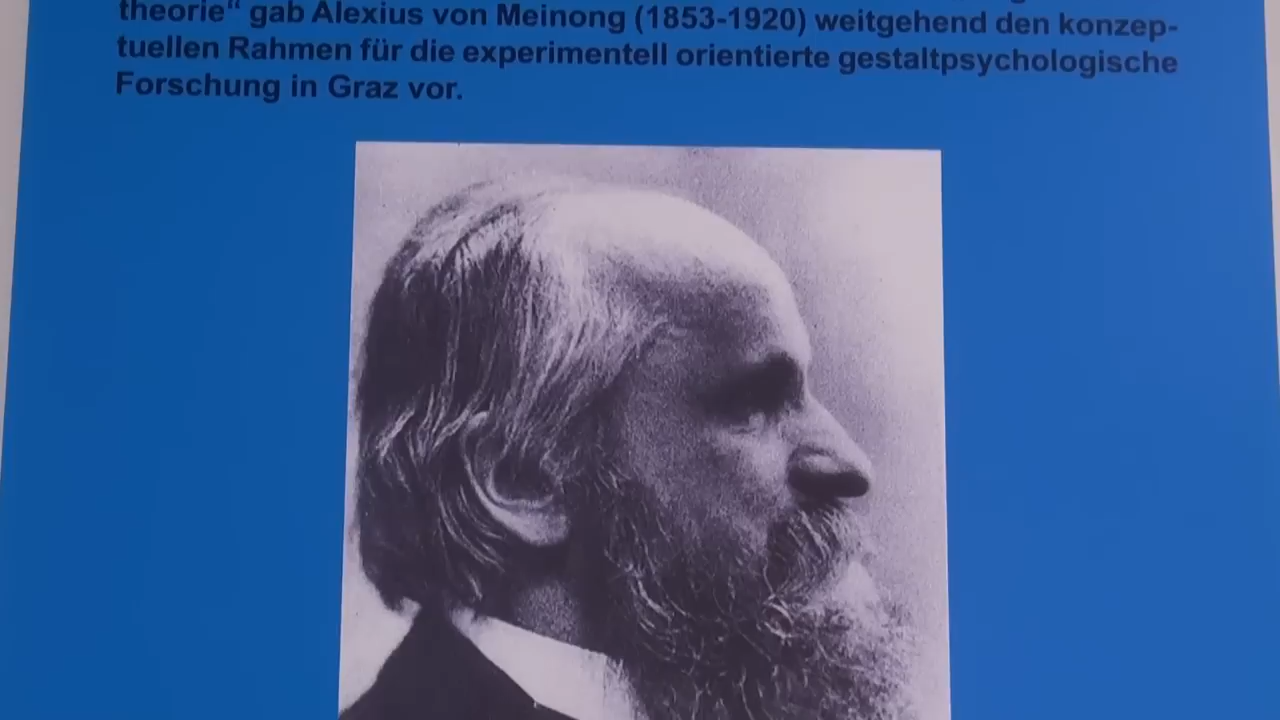 theorie“ gab Alexius von Meinong (1853-1920) weitgehend den konzep-
tuellen Rahmen für die experimentell orientierte gestaltpsychologische
Forschung in Graz vor.